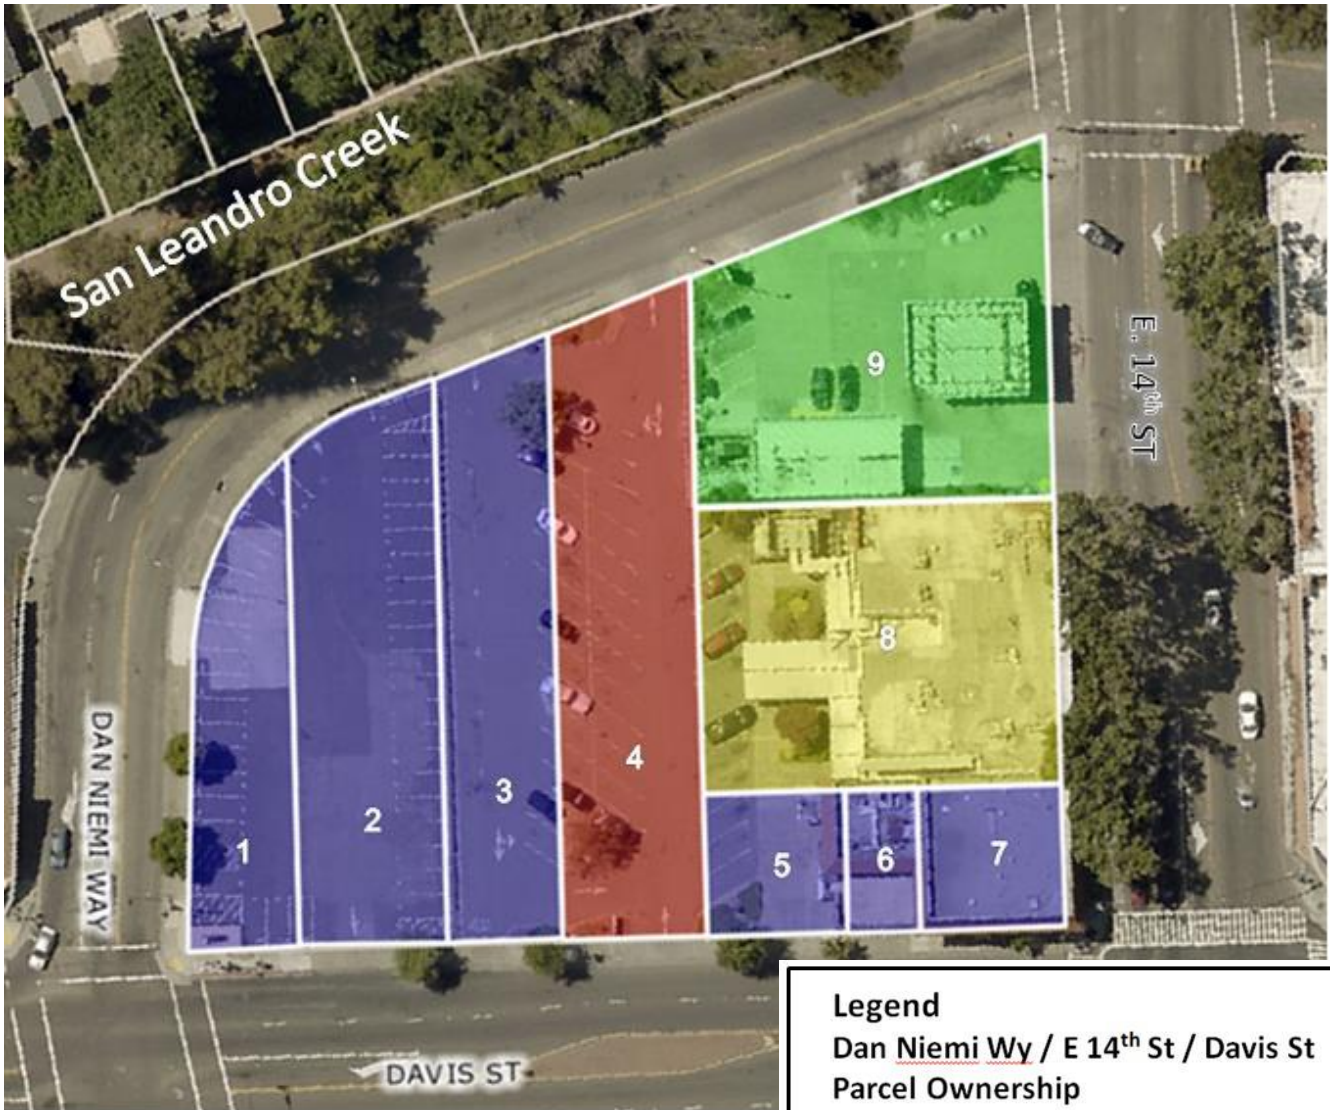 San Leandro Creek
E. 14th ST
9
8
4
3
2
1
5
6
7
DAN NIEMI WAY
DAVIS ST
Legend
Dan Niemi Wy / E 14th St / Davis St
Parcel Ownership